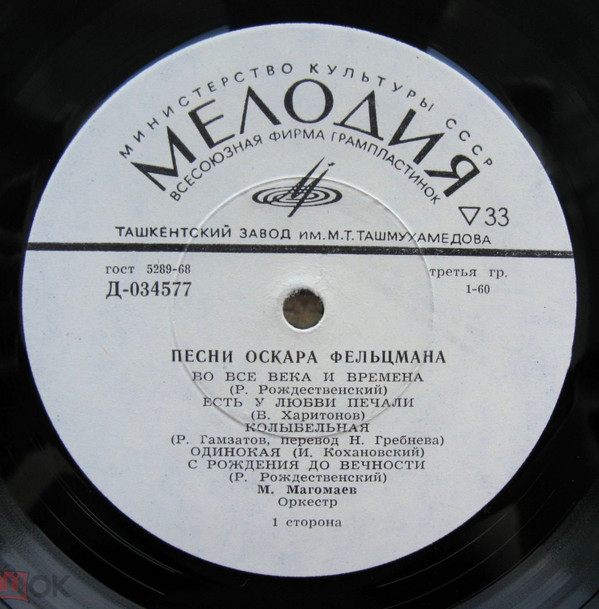 МИНИСТЕРСТВО КУЛЬТУРЫ СССР
МЕЛОДИЯ
ВСЕСОЮЗНАЯ ФИРМА ГРАМПЛАСТИНОК
▽33
ТАШКЕНТСКИЙ ЗАВОД ИМ. М.Т. ТАШМУХАМЕДОВА
гост 5289-68
третья гр.
Д-034577
1-60
ПЕСНИ ОСКАРА ФЕЛЬЦМАНА
ВО ВСЕ ВЕКА И ВРЕМЕНА
(Р. Рождественский)
ЕСТЬ У ЛЮБВИ ПЕЧАЛИ
(В. Харитонов)
КОЛЫБЕЛЬНАЯ
(Р. Гамзатов, перевод Н. Гребнева)
ОДИНОКАЯ (И. Кохановский)
С РОЖДЕНИЯ ДО ВЕЧНОСТИ
(Р. Рождественский)
М. Магомаев
Оркестр
1 сторона